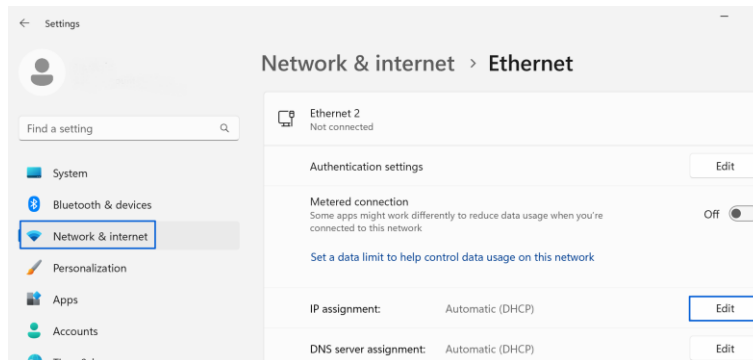 Settings
Network & internet > Ethernet
Find a setting
System
Bluetooth & devices
Network & internet
Personalization
Apps
Accounts
Ethernet 2
Not connected
Authentication settings
Edit
Metered connection
Some apps might work differently to reduce data usage when you're
connected to this network
Off
Set a data limit to help control data usage on this network
IP assignment:
Automatic (DHCP)
Edit
DNS server assignment:
Automatic (DHCP)
Edit